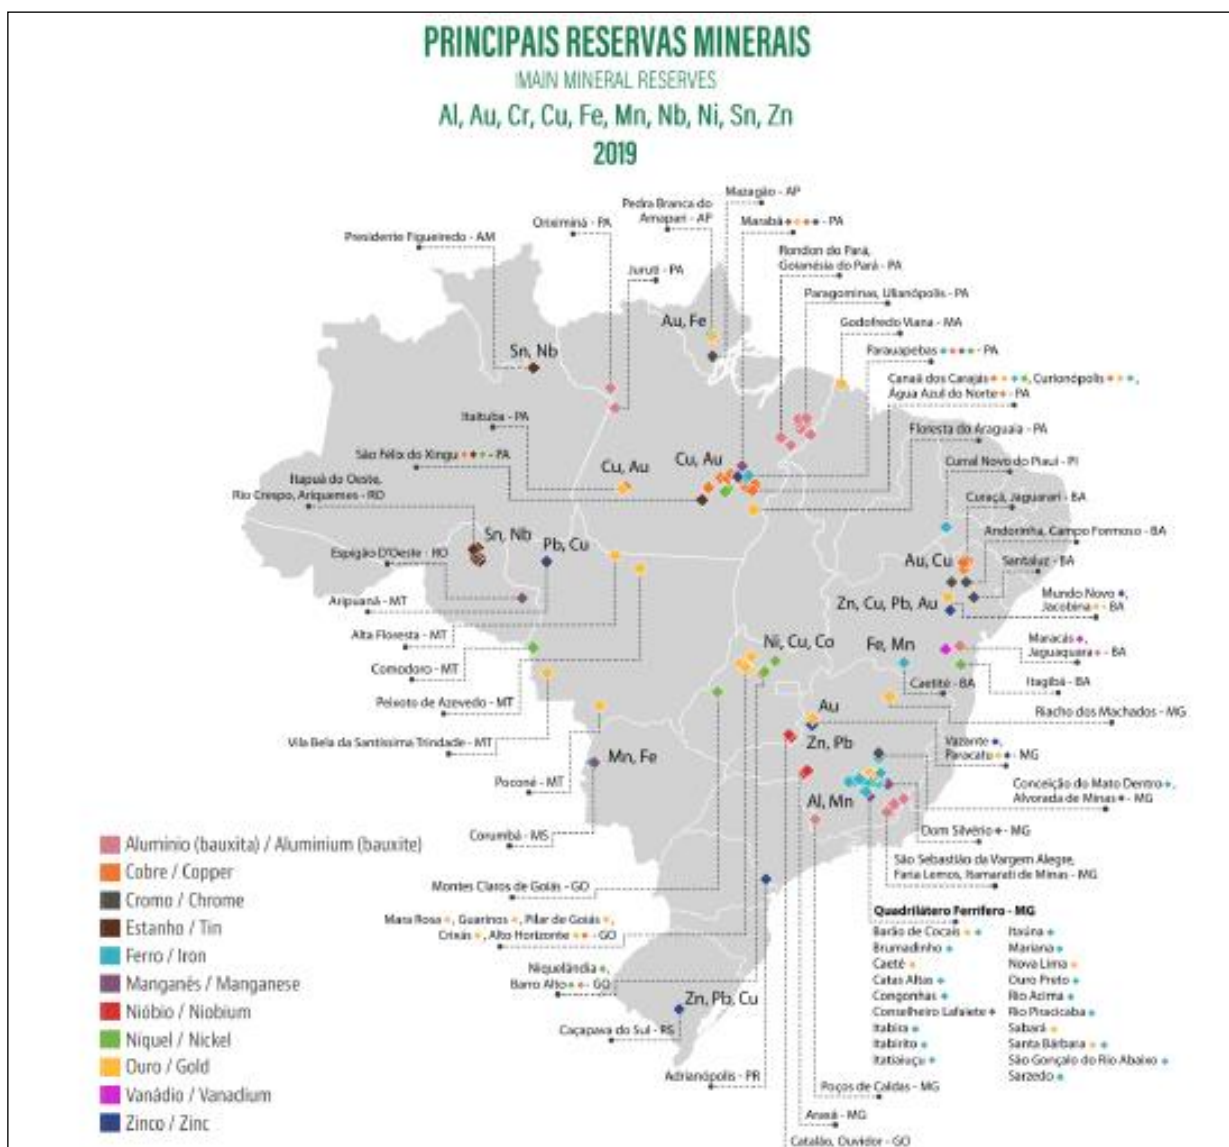 PRINCIPAIS RESERVAS MINERAIS
MAIN MINERAL RESERVES
Al, Au, Cr, Cu, Fe, Mn, Nb, Ni, Sn, Zn
2019
Mazagão - AP
Pedra Branca do
Amapari - AP
Oriximiná - PA
Marabá - PA
Presidente Figueiredo - AM
Rondon do Pará,
Goianésia do Pará - PA
Juruti - PA
Paragominas, Ulianópolis - PA
Au, Fe
Godofredo Viana - MA
Sn, Nb
Parauapebas - PA
Canaã dos Carajás, Curionópolis,
Água Azul do Norte - PA
Itaituba - PA
Floresta do Araguaia - PA
São Félix do Xingu - PA
Cu, Au
Cu, Au
Curral Novo do Piauí - PI
Itapuã do Oeste,
Rio Crespo, Ariquemes - RO
Curaçá, Jaguarari - BA
Andorinha, Campo Formoso - BA
Sn, Nb
Pb, Cu
Espigão D'Oeste - RO
Au, Cu
Santaluz - BA
Aripuanã - MT
Zn, Cu, Pb, Au
Mundo Novo,
Jacobina - BA
Alta Floresta - MT
Ni, Cu, Co
Fe, Mn
Maracás,
Jaguaquara - BA
Comodoro - MT
Caetité - BA
Itagibá - BA
Peixoto de Azevedo - MT
Au
Riacho dos Machados - MG
Vila Bela da Santíssima Trindade - MT
Zn, Pb
Vazante,
Paracatu - MG
Mn, Fe
Poconé - MT
Al, Mn
Conceição do Mato Dentro,
Alvorada de Minas - MG
Corumbá - MS
Dom Silvério - MG
Alumínio (bauxita) / Aluminium (bauxite)
Cobre / Copper
Cromo / Chrome
Estanho / Tin
Ferro / Iron
Manganês / Manganese
Nióbio / Niobium
Níquel / Nickel
Ouro / Gold
Vanádio / Vanadium
Zinco / Zinc
Montes Claros de Goiás - GO
São Sebastião da Vargem Alegre,
Faria Lemos, Itamarati de Minas - MG
Mara Rosa, Guarinos, Pilar de Goiás,
Crixás, Alto Horizonte - GO
Niquelândia,
Barro Alto - GO
Zn, Pb, Cu
Caçapava do Sul - RS
Adrianópolis - PR
Quadrilátero Ferrífero - MG
Barão de Cocais
Brumadinho
Caeté
Catas Altas
Congonhas
Conselheiro Lafaiete
Itabira
Itabirito
Itatiaiuçu
Itaúna
Mariana
Nova Lima
Ouro Preto
Rio Acima
Rio Piracicaba
Sabará
Santa Bárbara
São Gonçalo do Rio Abaixo
Sarzedo
Poços de Caldas - MG
Araxá - MG
Catalão, Ouvidor - GO